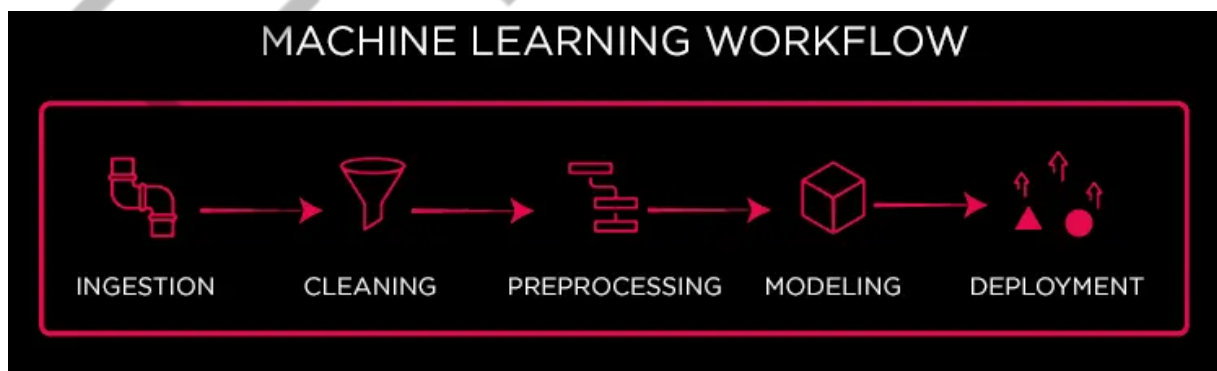 MACHINE LEARNING WORKFLOW
INGESTION CLEANING PREPROCESSING MODELING DEPLOYMENT